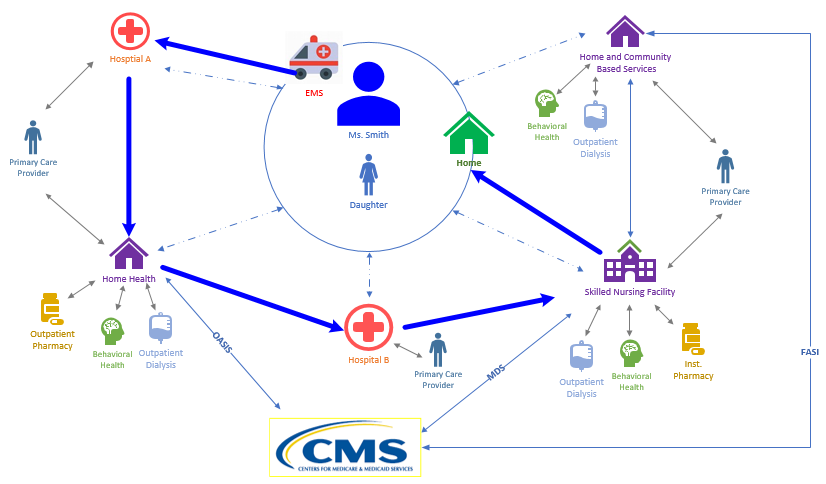 Home and Community
Based Services
Hosptial A
EMS
Behavioral
Health
Outpatient
Dialysis
Ms. Smith
Home
Primary Care
Provider
Primary Care
Provider
Daughter
Home Health
Skilled Nursing Facility
Outpatient
Pharmacy
Behavioral
Health
Outpatient
Dialysis
OASIS
Hospital B
Primary Care
Provider
MDS
Outpatient
Dialysis
Behavioral
Health
Inst.
Pharmacy
FASI
CMS
CENTERS FOR MEDICARE & MEDICAID SERVICES